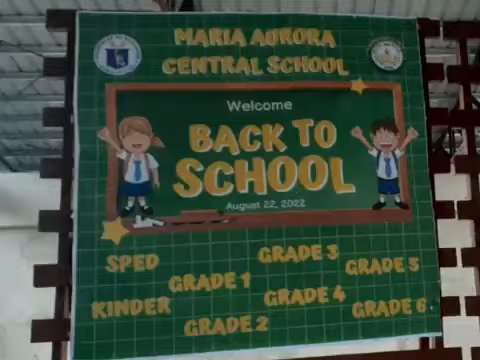 MARIA AURORA
CENTRAL SCHOOL
Welcome
BACK TO
SCHOOL
August 22, 2022
SPED
KINDER
GRADE 1
GRADE 2
GRADE 3
GRADE 4
GRADE 5
GRADE 6